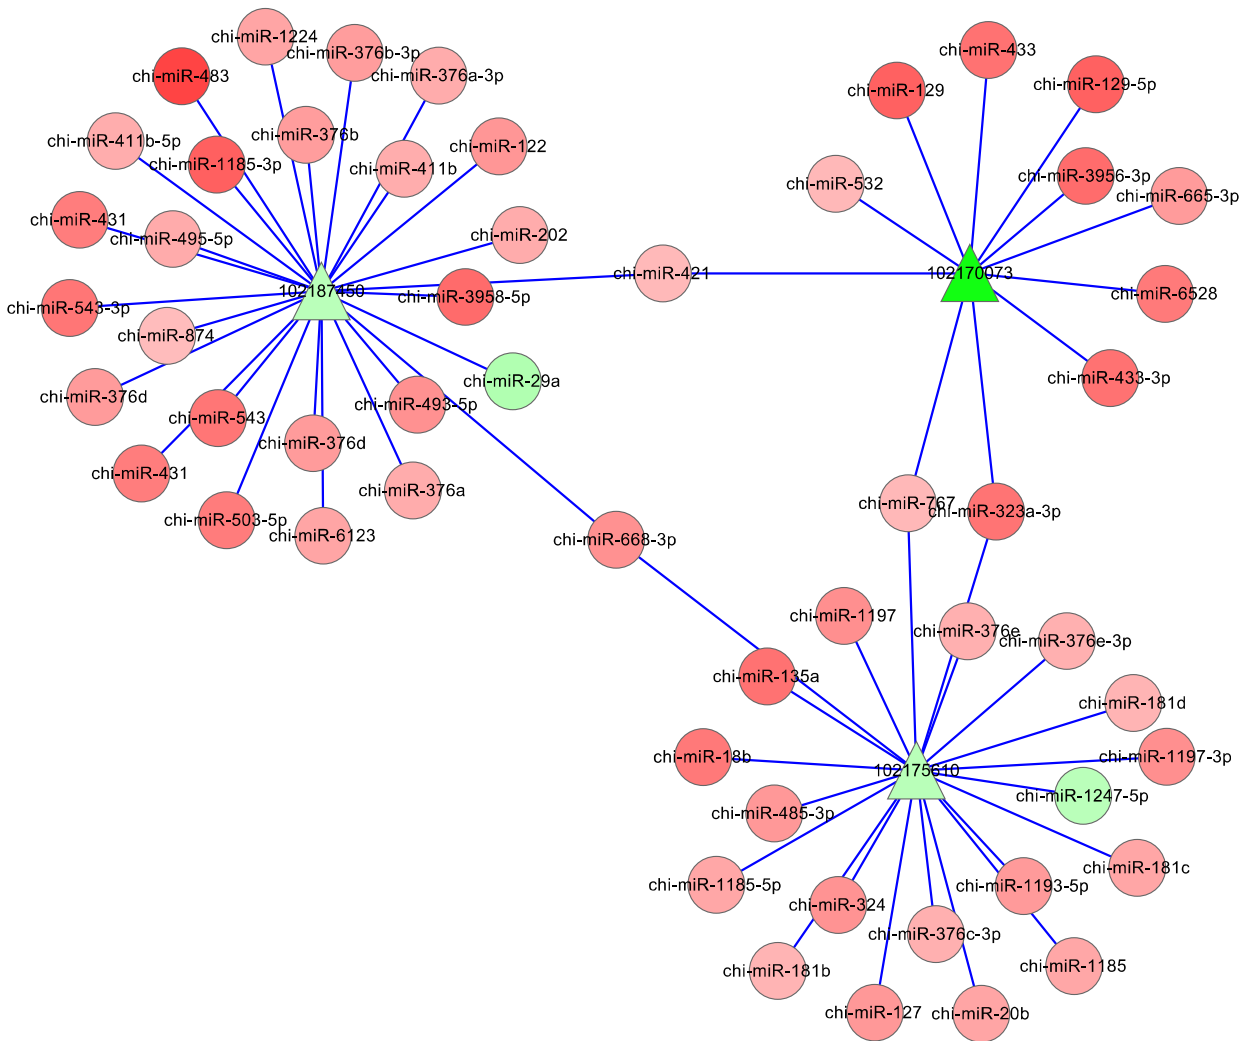 chi-miR-1224
chi-miR-376b-3p
chi-miR-433
chi-miR-483
chi-miR-376a-3p
chi-miR-129
chi-miR-129-5p
chi-miR-411b-5p
chi-miR-376b
chi-miR-122
chi-miR-1185-3p
chi-miR-411b
chi-miR-3956-3p
chi-miR-532
chi-miR-665-3p
chi-miR-431
chi-miR-495-5p
chi-miR-202
chi-miR-421
102170073
102187450
chi-miR-3958-5p
chi-miR-6528
chi-miR-543-3p
chi-miR-874
chi-miR-29a
chi-miR-433-3p
chi-miR-376d
chi-miR-493-5p
chi-miR-543
chi-miR-376d
chi-miR-431
chi-miR-376a
chi-miR-767
chi-miR-323a-3p
chi-miR-503-5p
chi-miR-6123
chi-miR-668-3p
chi-miR-1197
chi-miR-376e
chi-miR-376e-3p
chi-miR-135a
chi-miR-181d
chi-miR-18b
chi-miR-1197-3p
102175610
chi-miR-1247-5p
chi-miR-485-3p
chi-miR-181c
chi-miR-1185-5p
chi-miR-1193-5p
chi-miR-324
chi-miR-376c-3p
chi-miR-181b
chi-miR-1185
chi-miR-127
chi-miR-20b